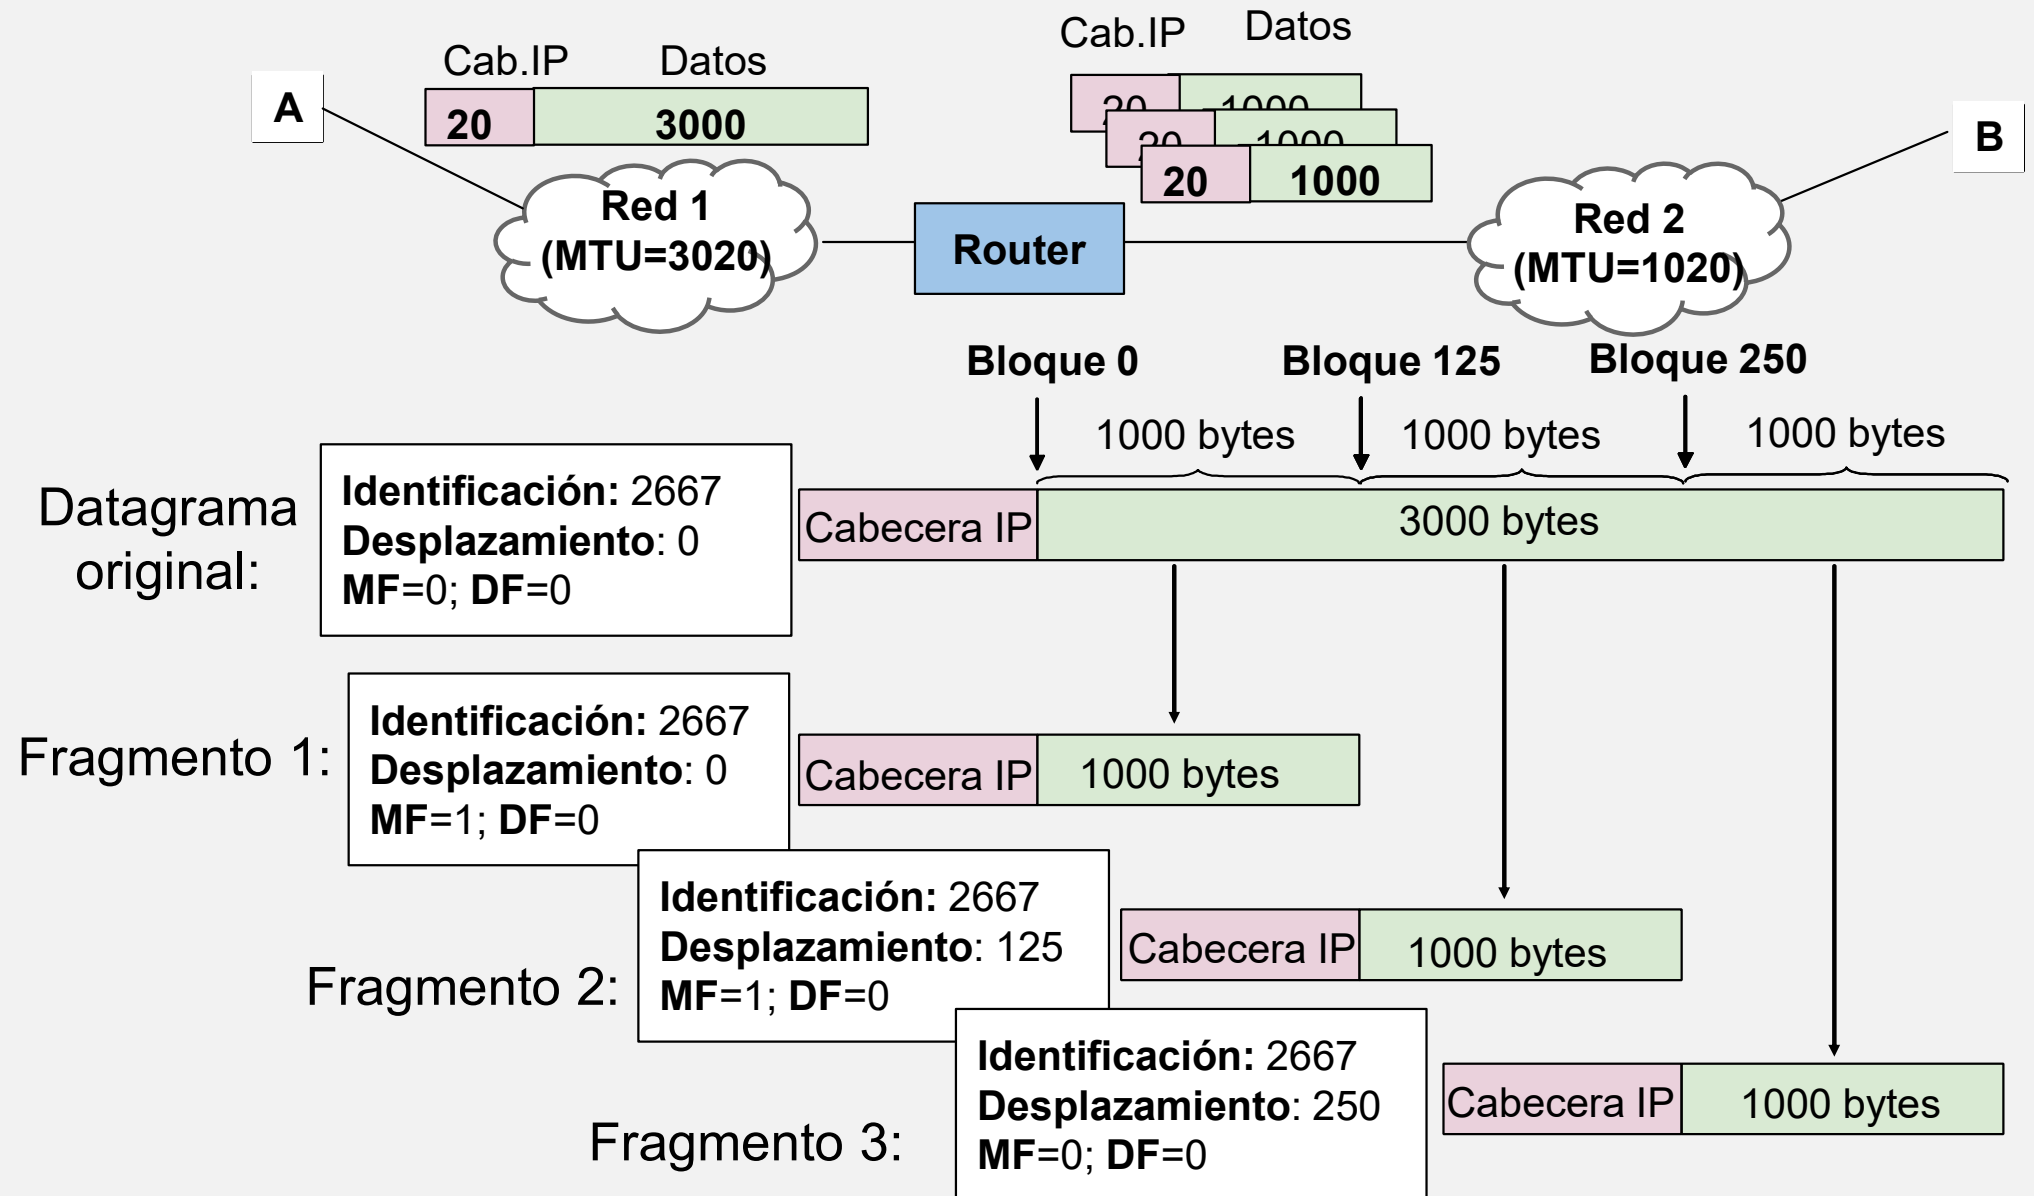 Cab.IP Datos
A
20 3000
Cab.IP Datos
20 1000
20 1000
20 1000
B
Red 1
(MTU=3020)
Router
Red 2
(MTU=1020)
Bloque 0 Bloque 125 Bloque 250
1000 bytes 1000 bytes 1000 bytes
Datagrama
original:
Identificación: 2667
Desplazamiento: 0
MF=0; DF=0
Cabecera IP 3000 bytes
Fragmento 1:
Identificación: 2667
Desplazamiento: 0
MF=1; DF=0
Cabecera IP 1000 bytes
Fragmento 2:
Identificación: 2667
Desplazamiento: 125
MF=1; DF=0
Cabecera IP 1000 bytes
Fragmento 3:
Identificación: 2667
Desplazamiento: 250
MF=0; DF=0
Cabecera IP 1000 bytes